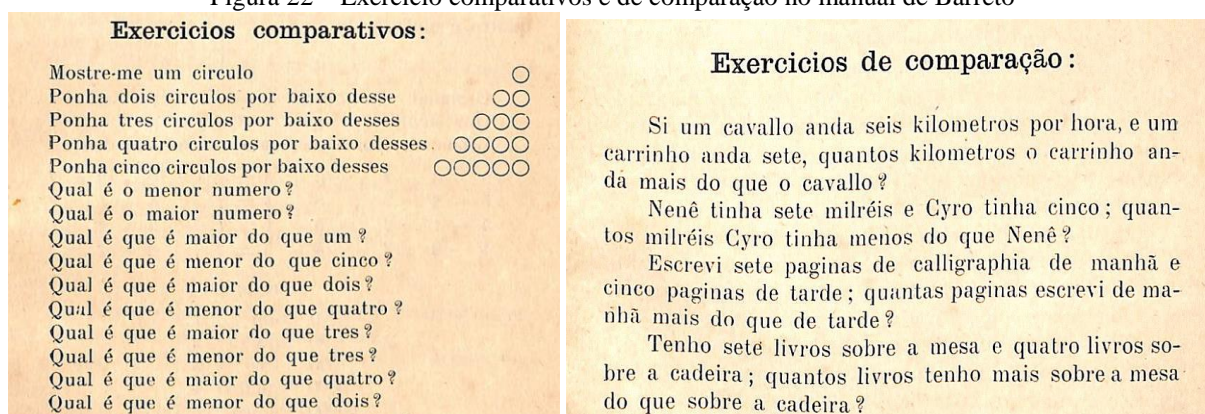 Figura 22 – Exercício comparativos e de comparação no manual de Barreto
Exercicios comparativos:
Mostre-me um circulo
Ponha dois circulos por baixo desse
Ponha tres circulos por baixo desses
Ponha quatro circulos por baixo desses.
Ponha cinco circulos por baixo desses
Qual é o menor numero?
Qual é o maior numero?
Qual é que é maior do que um?
Qual é que é menor do que cinco?
Qual é que é maior do que dois?
Qual é que é menor do que quatro?
Qual é que é maior do que tres?
Qual é que é menor do que tres?
Qual é que é maior do que quatro?
Qual é que é menor do que dois?
Exercicios de comparação:
Si um cavallo anda seis kilometros por hora, e um
carrinho anda sete, quantos kilometros o carrinho an-
da mais do que o cavallo?
Nenê tinha sete milréis e Cyro tinha cinco; quan-
tos milréis Cyro tinha menos do que Nenê?
Escrevi sete paginas de calligraphia de manhã e
cinco paginas de tarde; quantas paginas escrevi de ma-
nhã mais do que de tarde?
Tenho sete livros sobre a mesa e quatro livros so-
bre a cadeira; quantos livros tenho mais sobre a mesa
do que sobre a cadeira?